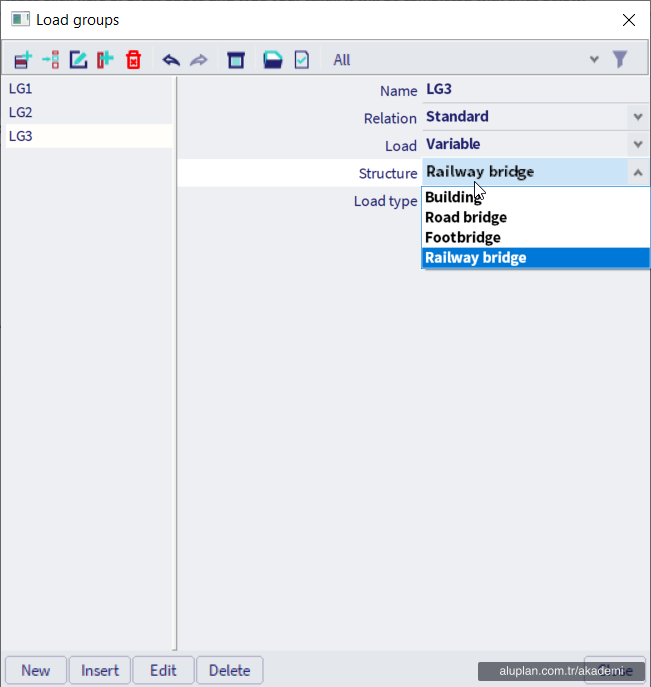 Load groups
All
LG1
LG2
LG3
Name LG3
Relation Standard
Load Variable
Structure Railway bridge
Load type
Building
Road bridge
Footbridge
Railway bridge
New Insert Edit Delete
aluplan.com.tr/akademi